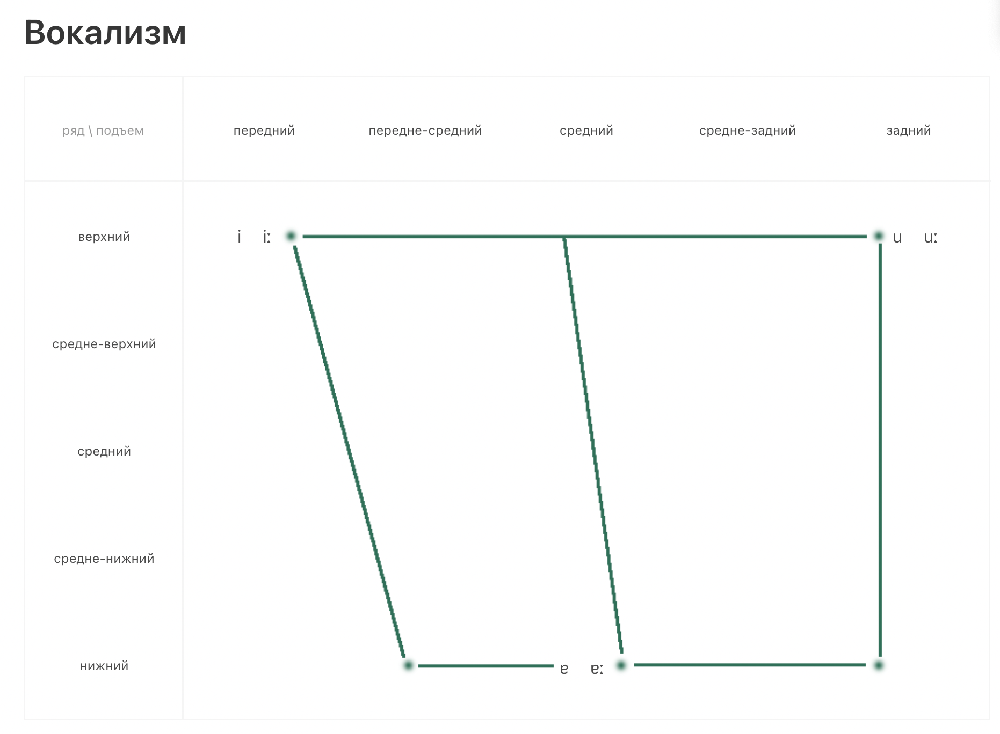 Вокализм
ряд \ подъем передний передне-средний средний средне-задний задний
верхний i iː u uː
средне-верхний
средний
средне-нижний
нижний ɐ ɐː